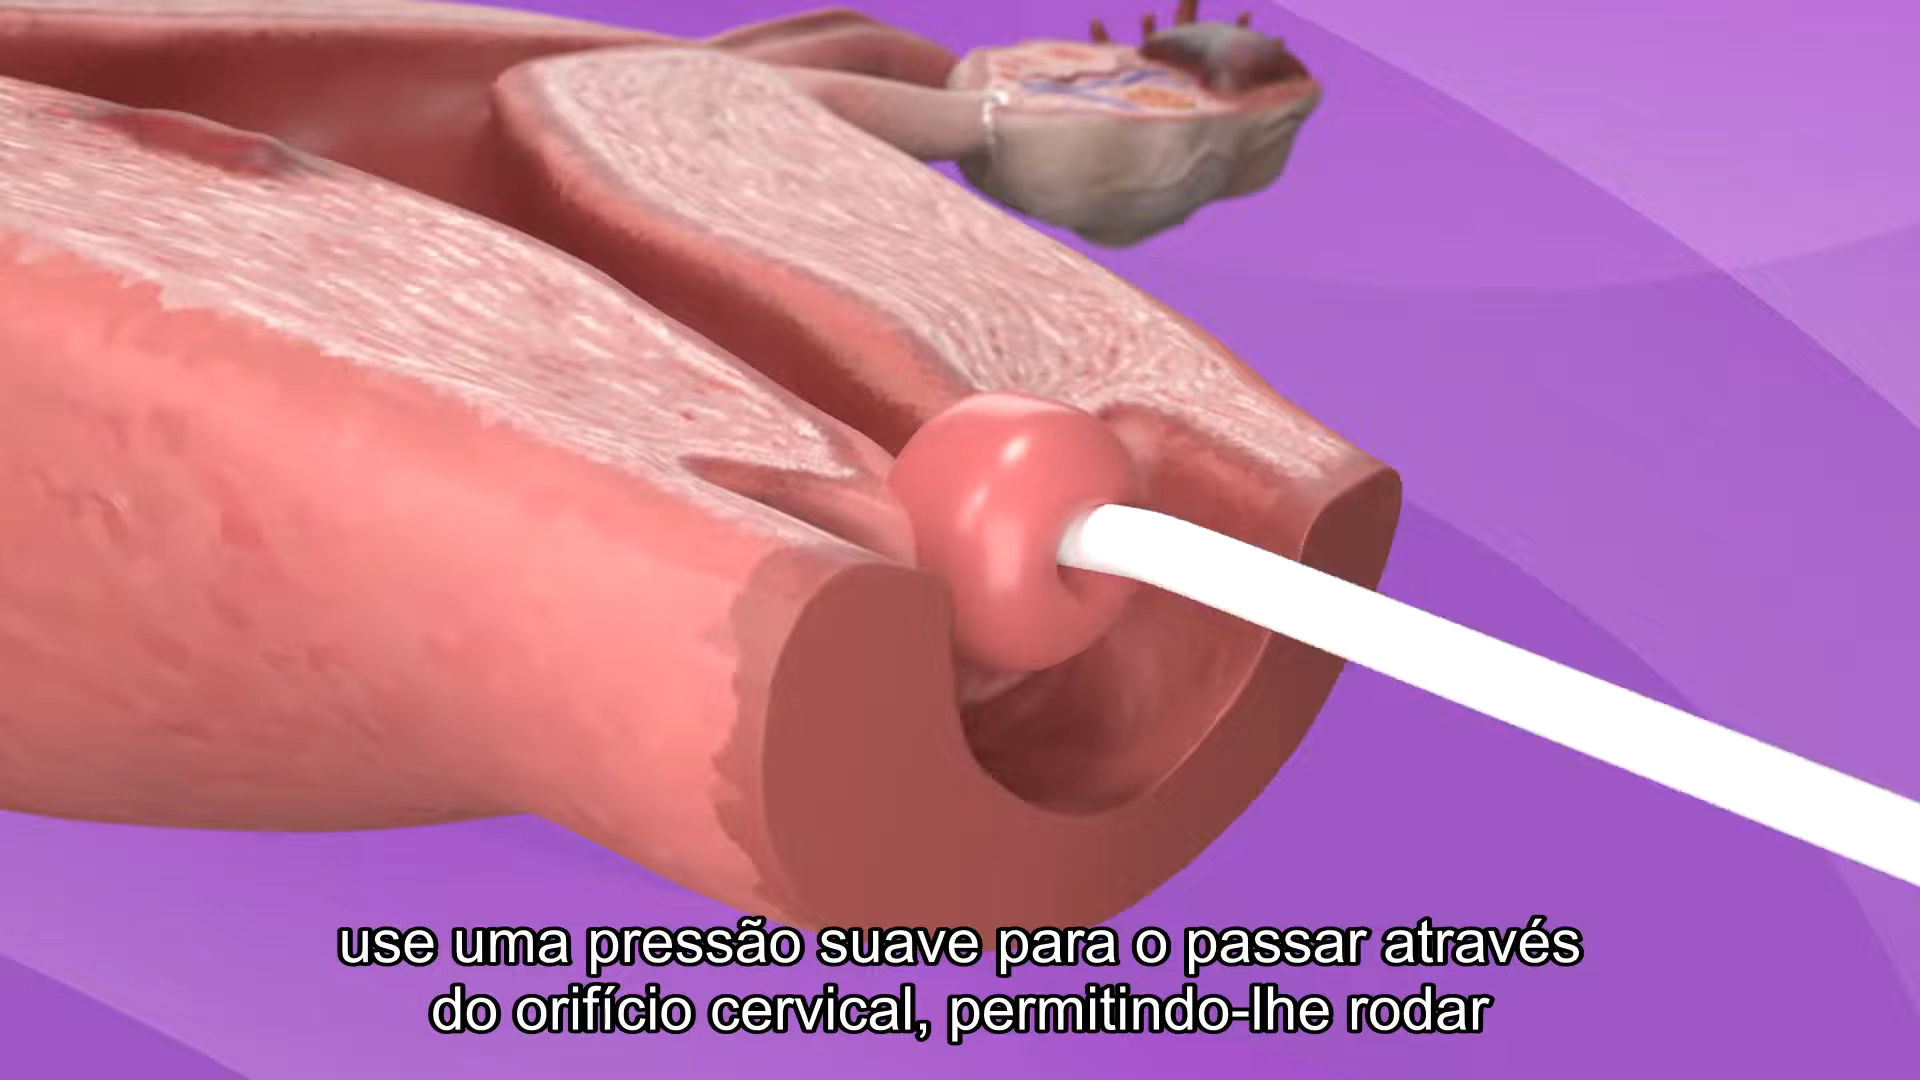 use uma pressão suave para o passar através
do orifício cervical, permitindo-lhe rodar